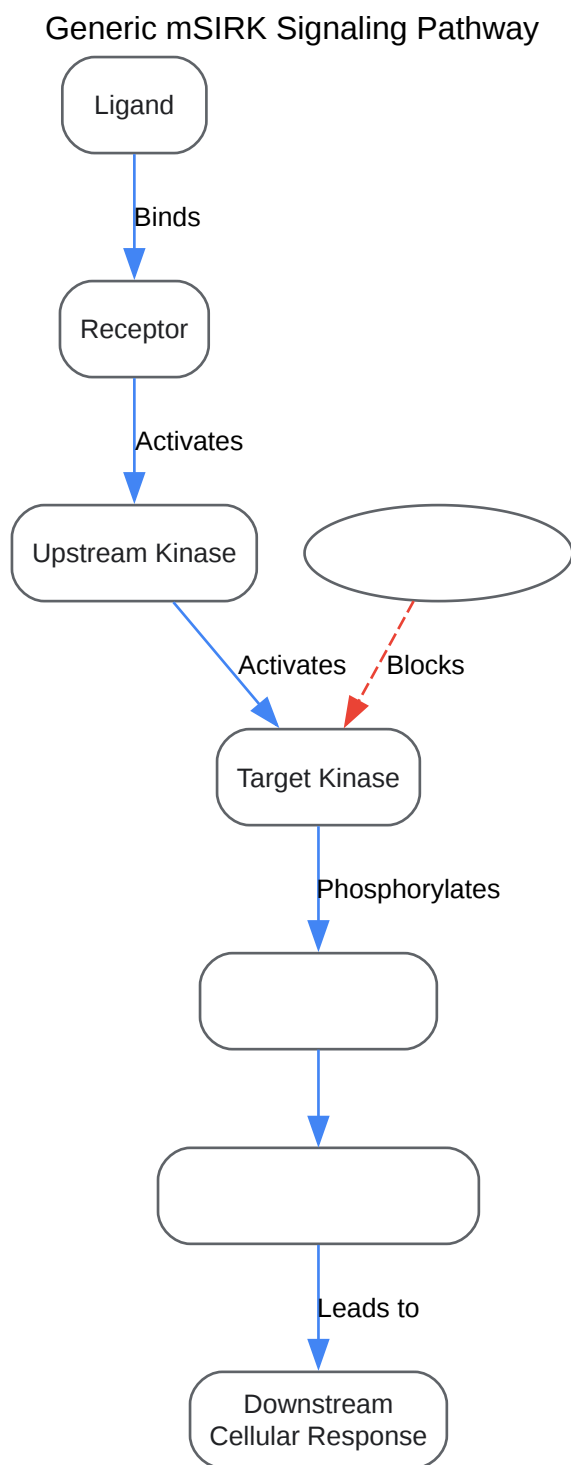 Generic mSIRK Signaling Pathway
Ligand
Binds
Receptor
Activates
Upstream Kinase
Activates
Blocks
Target Kinase
Phosphorylates
Leads to
Downstream
Cellular Response